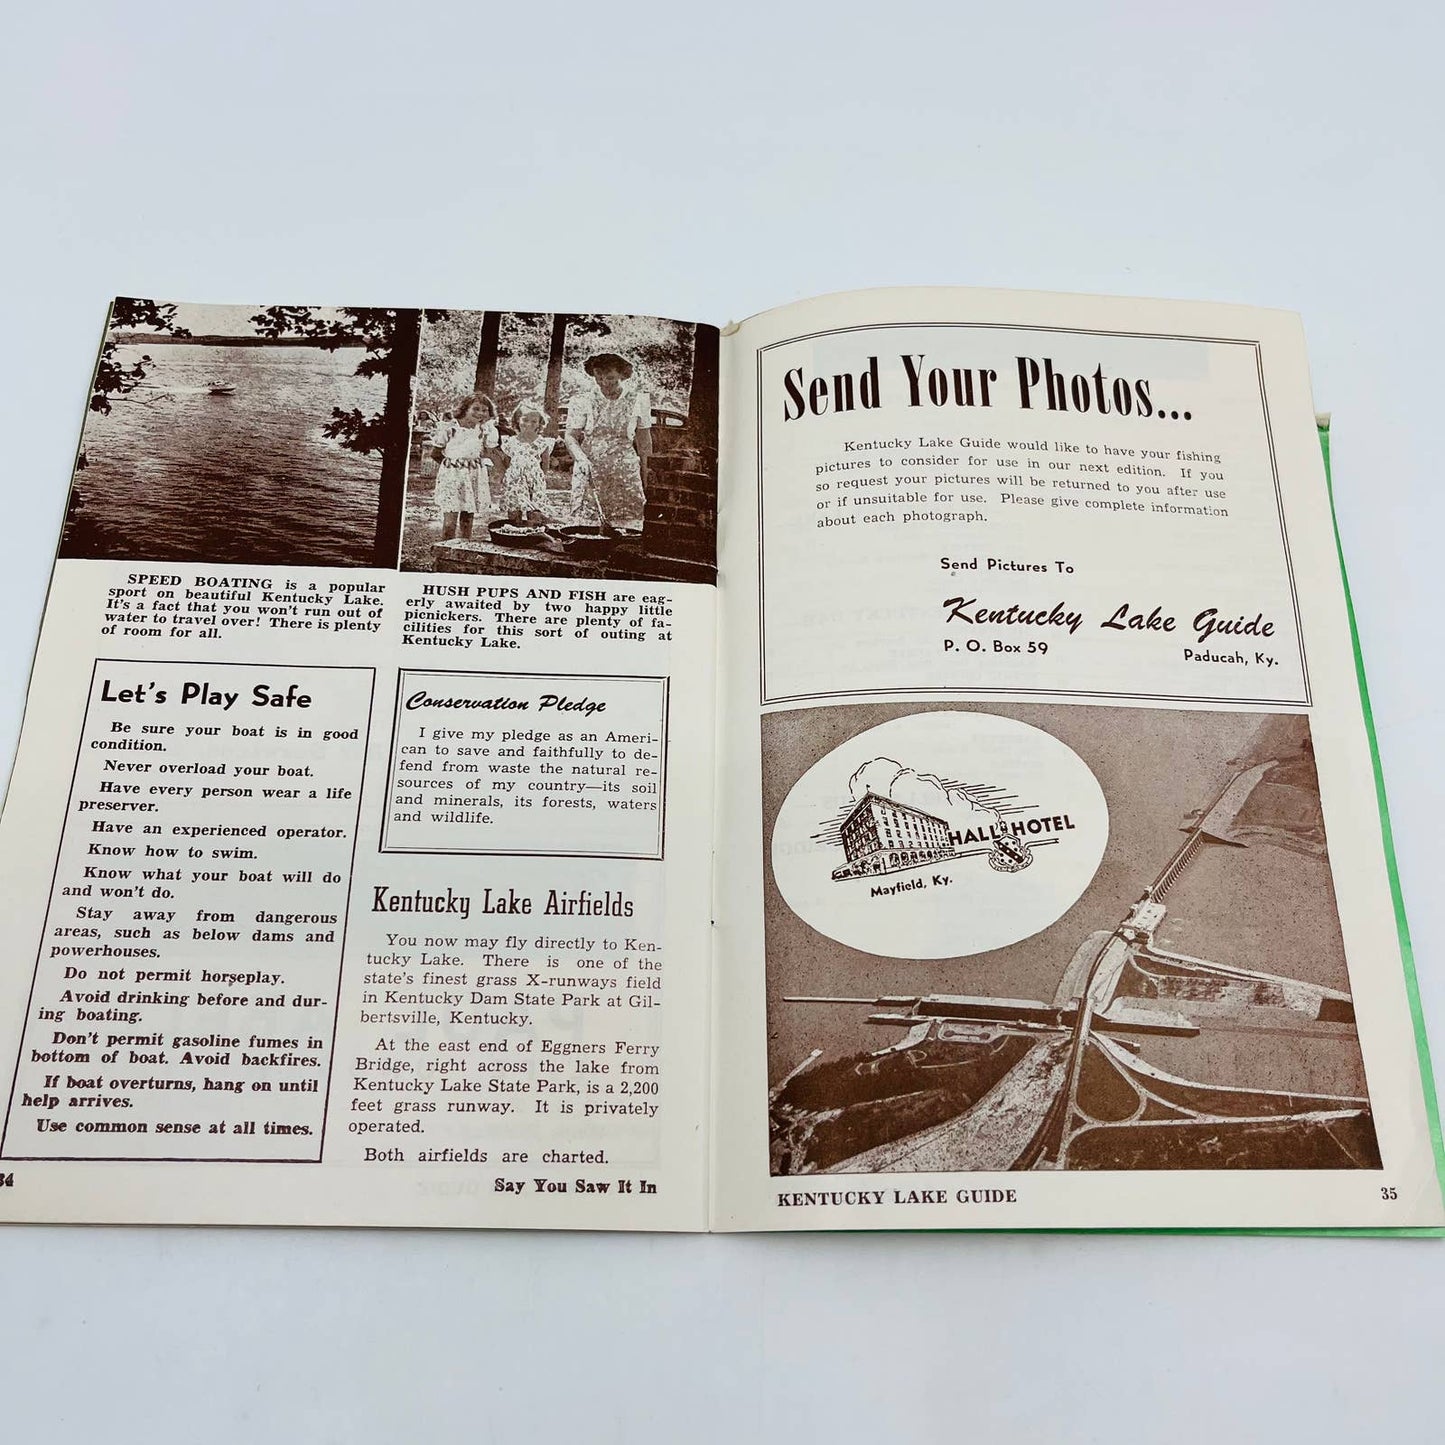 SPEED BOATING is a popular
sport on beautiful Kentucky Lake.
It's a fact that you won't run out of
water to travel over! There is plenty
of room for all.
HUSH PUPS AND FISH are eag-
erly awaited by two happy little
picnickers. There are plenty of fa-
cilities for this sort of outing at
Kentucky Lake.
Let's Play Safe
Be sure your boat is in good
condition.
Never overload your boat.
Have every person wear a life
preserver.
Have an experienced operator.
Know how to swim.
Know what your boat will do
and won't do.
Stay away from dangerous
areas, such as below dams and
powerhouses.
Do not permit horseplay.
Avoid drinking before and dur-
ing boating.
Don't permit gasoline fumes in
bottom of boat. Avoid backfires.
If boat overturns, hang on until
help arrives.
Use common sense at all times.
Conservation Pledge
I give my pledge as an Ameri-
can to save and faithfully to de-
fend from waste the natural re-
sources of my country—its soil
and minerals, its forests, waters
and wildlife.
Kentucky Lake Airfields
You now may fly directly to Ken-
tucky Lake. There is one of the
state's finest grass X-runways field
in Kentucky Dam State Park at Gil-
bertsville, Kentucky.
At the east end of Eggners Ferry
Bridge, right across the lake from
Kentucky Lake State Park, is a 2,200
feet grass runway. It is privately
operated.
Both airfields are charted.
34
Say You Saw It In
Send Your Photos...
Kentucky Lake Guide would like to have your fishing
pictures to consider for use in our next edition. If you
so request your pictures will be returned to you after use
or if unsuitable for use. Please give complete information
about each photograph.
Send Pictures To
Kentucky Lake Guide
P. O. Box 59 Paducah, Ky.
HALL HOTEL
Mayfield, Ky.
KENTUCKY LAKE GUIDE
35